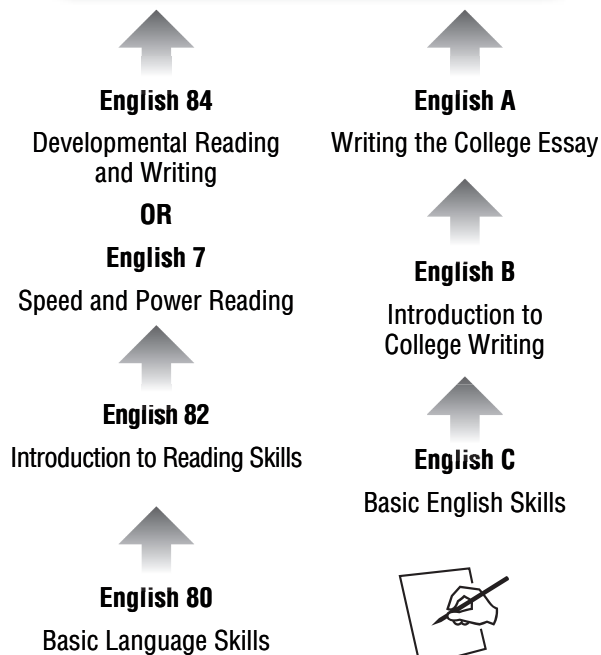 English 84
Developmental Reading
and Writing
OR
English 7
Speed and Power Reading
English 82
Introduction to Reading Skills
English 80
Basic Language Skills
English A
Writing the College Essay
English B
Introduction to
College Writing
English C
Basic English Skills